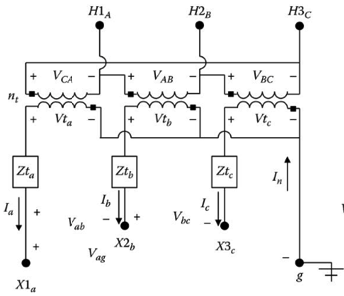 H1A H2B H3C
+ VCA − + VAB − + VBC −
nt
+ Vta − + Vtb − + Vtc −
Zta Ztb Ztc
Ia + Ib − + Ic − In
Vab Vbc
+ X2b X3c
Vag
− g
X1a